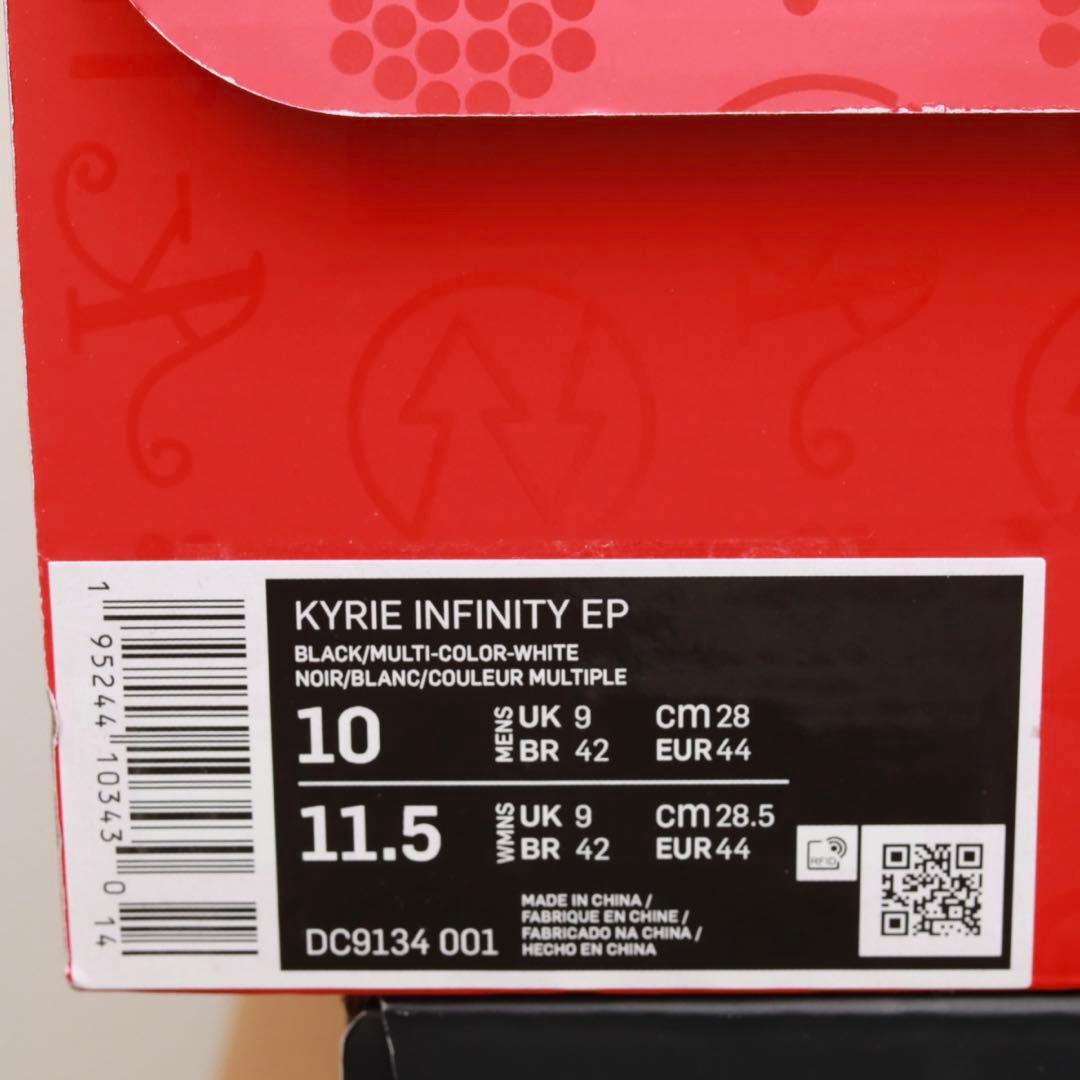 KYRIE INFINITY EP
BLACK/MULTI-COLOR-WHITE
NOIR/BLANC/COULEUR MULTIPLE
10 MENS UK 9 cm 28
BR 42 EUR 44
11.5 WMNS UK 9 cm 28.5
BR 42 EUR 44
RFID
MADE IN CHINA /
FABRIQUE EN CHINE /
FABRICADO NA CHINA /
HECHO EN CHINA
DC9134 001
1 95244 10343 0 14